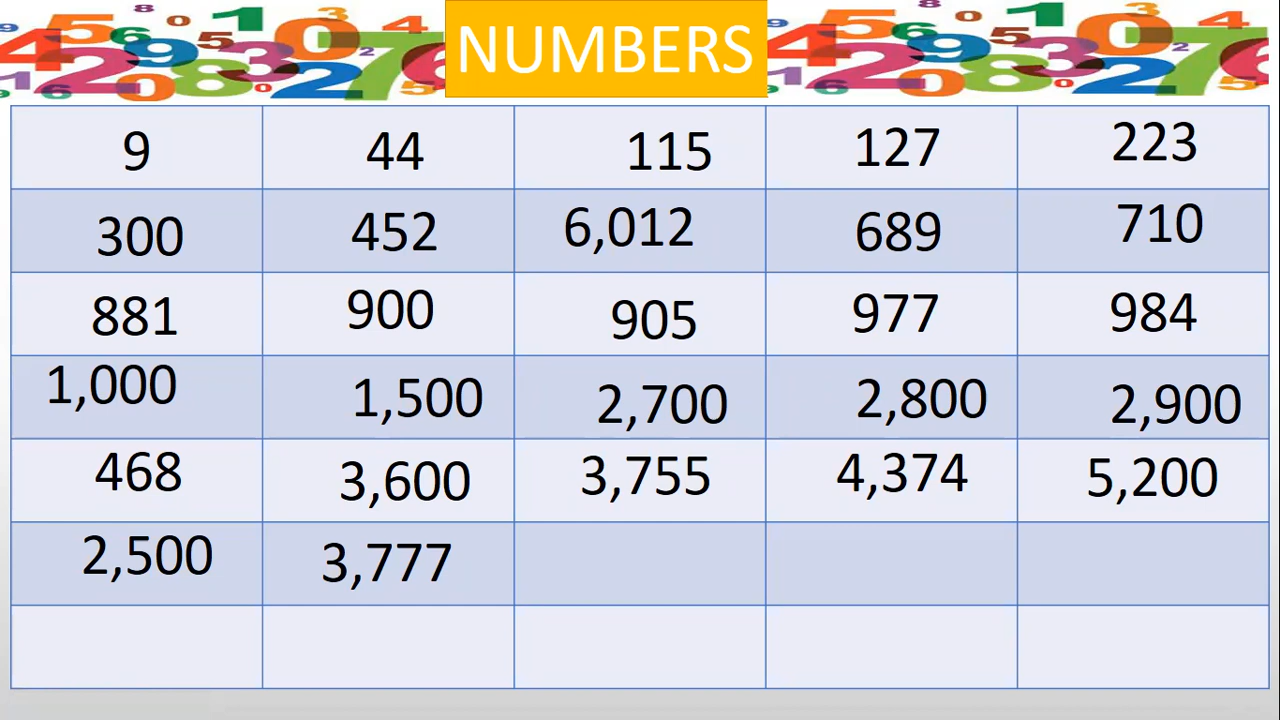 NUMBERS
9 44 115 127 223
300 452 6,012 689 710
881 900 905 977 984
1,000 1,500 2,700 2,800 2,900
468 3,600 3,755 4,374 5,200
2,500 3,777